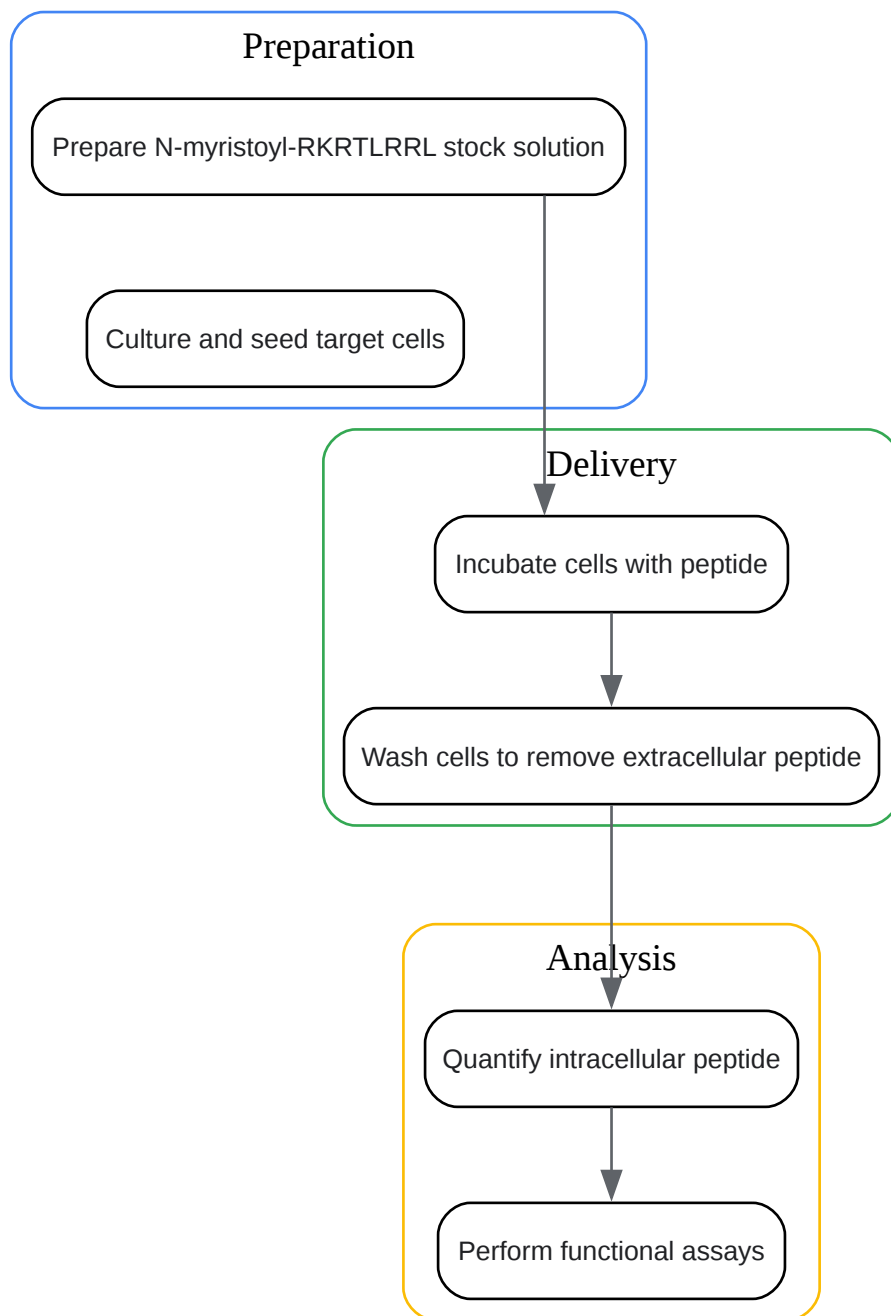 Preparation
Prepare N-myristoyl-RKRTLRRL stock solution
Culture and seed target cells
Delivery
Incubate cells with peptide
Wash cells to remove extracellular peptide
Analysis
Quantify intracellular peptide
Perform functional assays